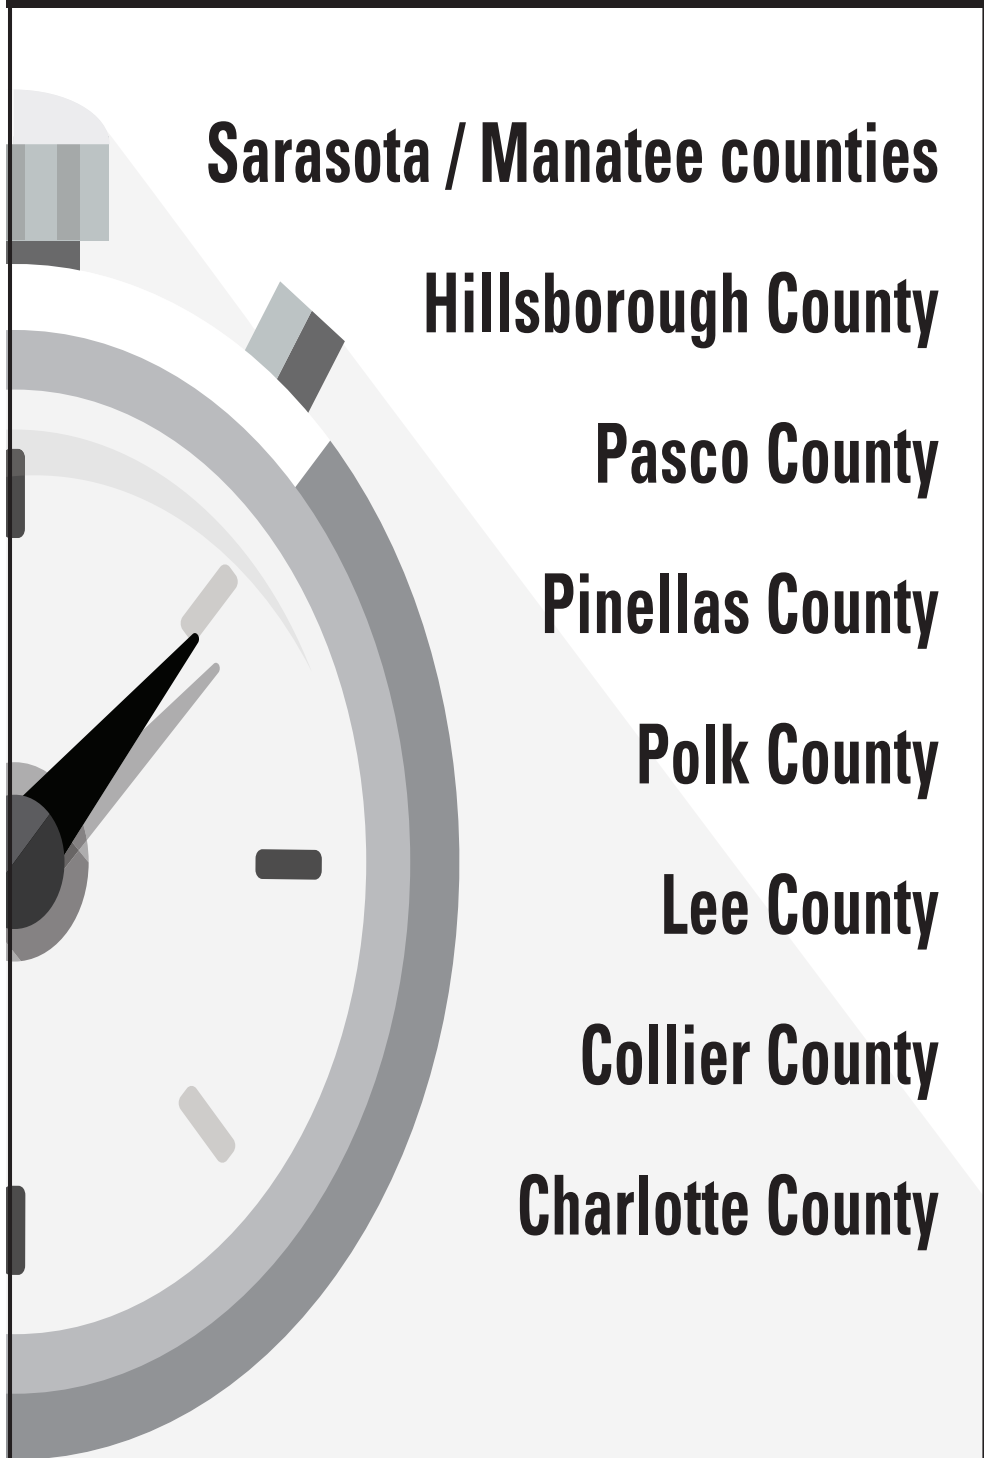 Sarasota / Manatee counties
Hillsborough County
Pasco County
Pinellas County
Polk County
Lee County
Collier County
Charlotte County